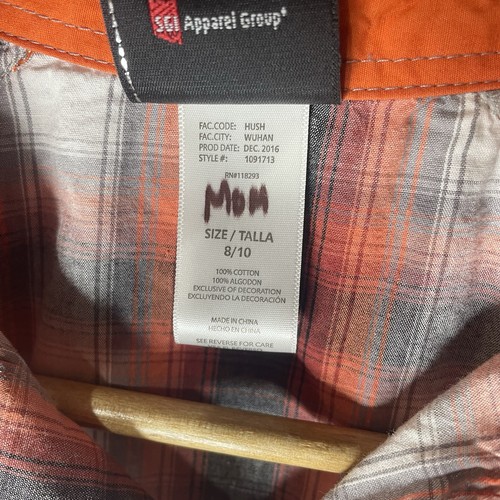 SGI Apparel Group
FAC.CODE: HUSH
FAC.CITY: WUHAN
PROD DATE: DEC. 2016
STYLE #: 1091713
RN#118293
MOM
SIZE / TALLA
8/10
100% COTTON
100% ALGODON
EXCLUSIVE OF DECORATION
EXCLUYENDO LA DECORACIÓN
MADE IN CHINA
HECHO EN CHINA
SEE REVERSE FOR CARE